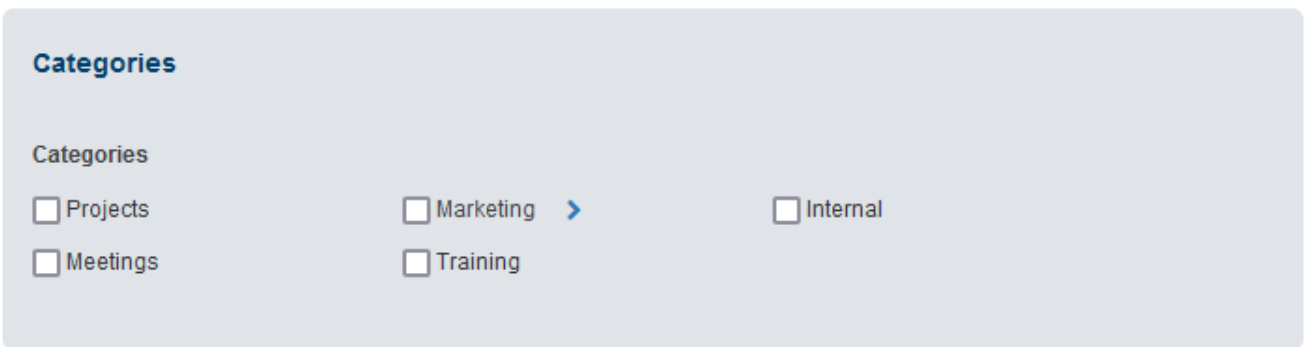 Categories
Categories
Projects Marketing Internal
Meetings Training